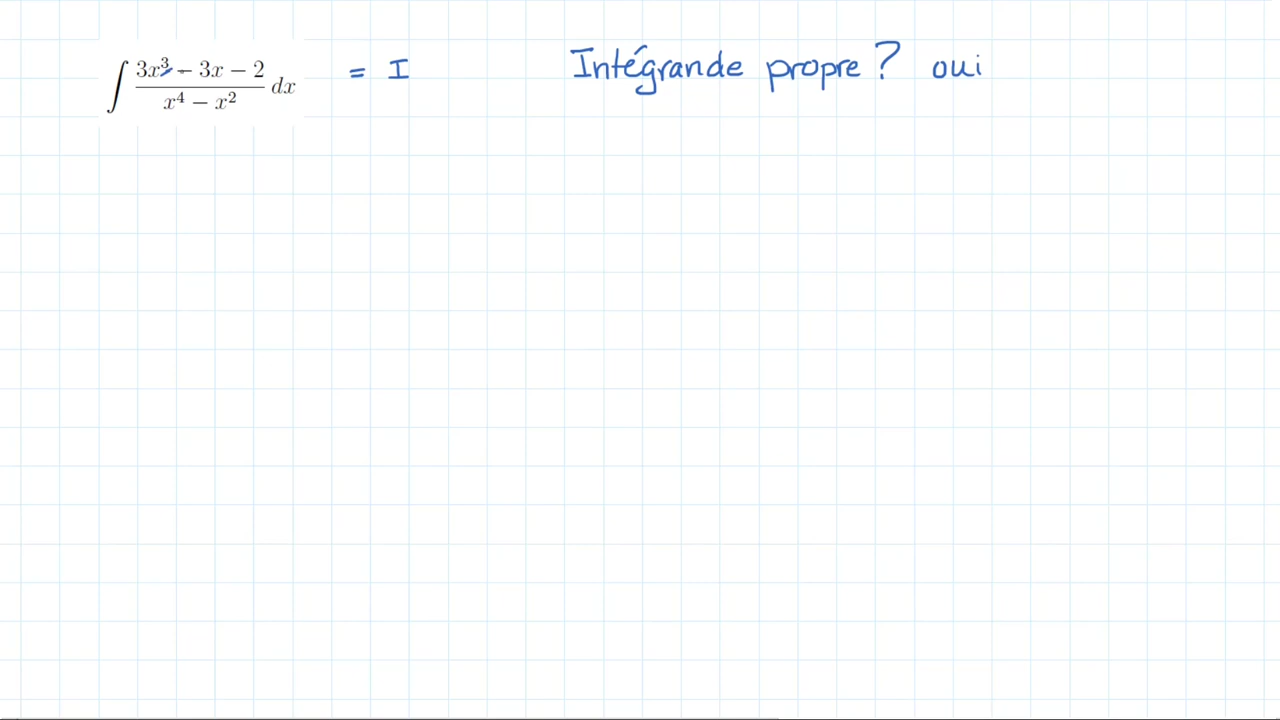 ∫ (3x³ − 3x − 2)/(x⁴ − x²) dx = I Intégrande propre ? oui